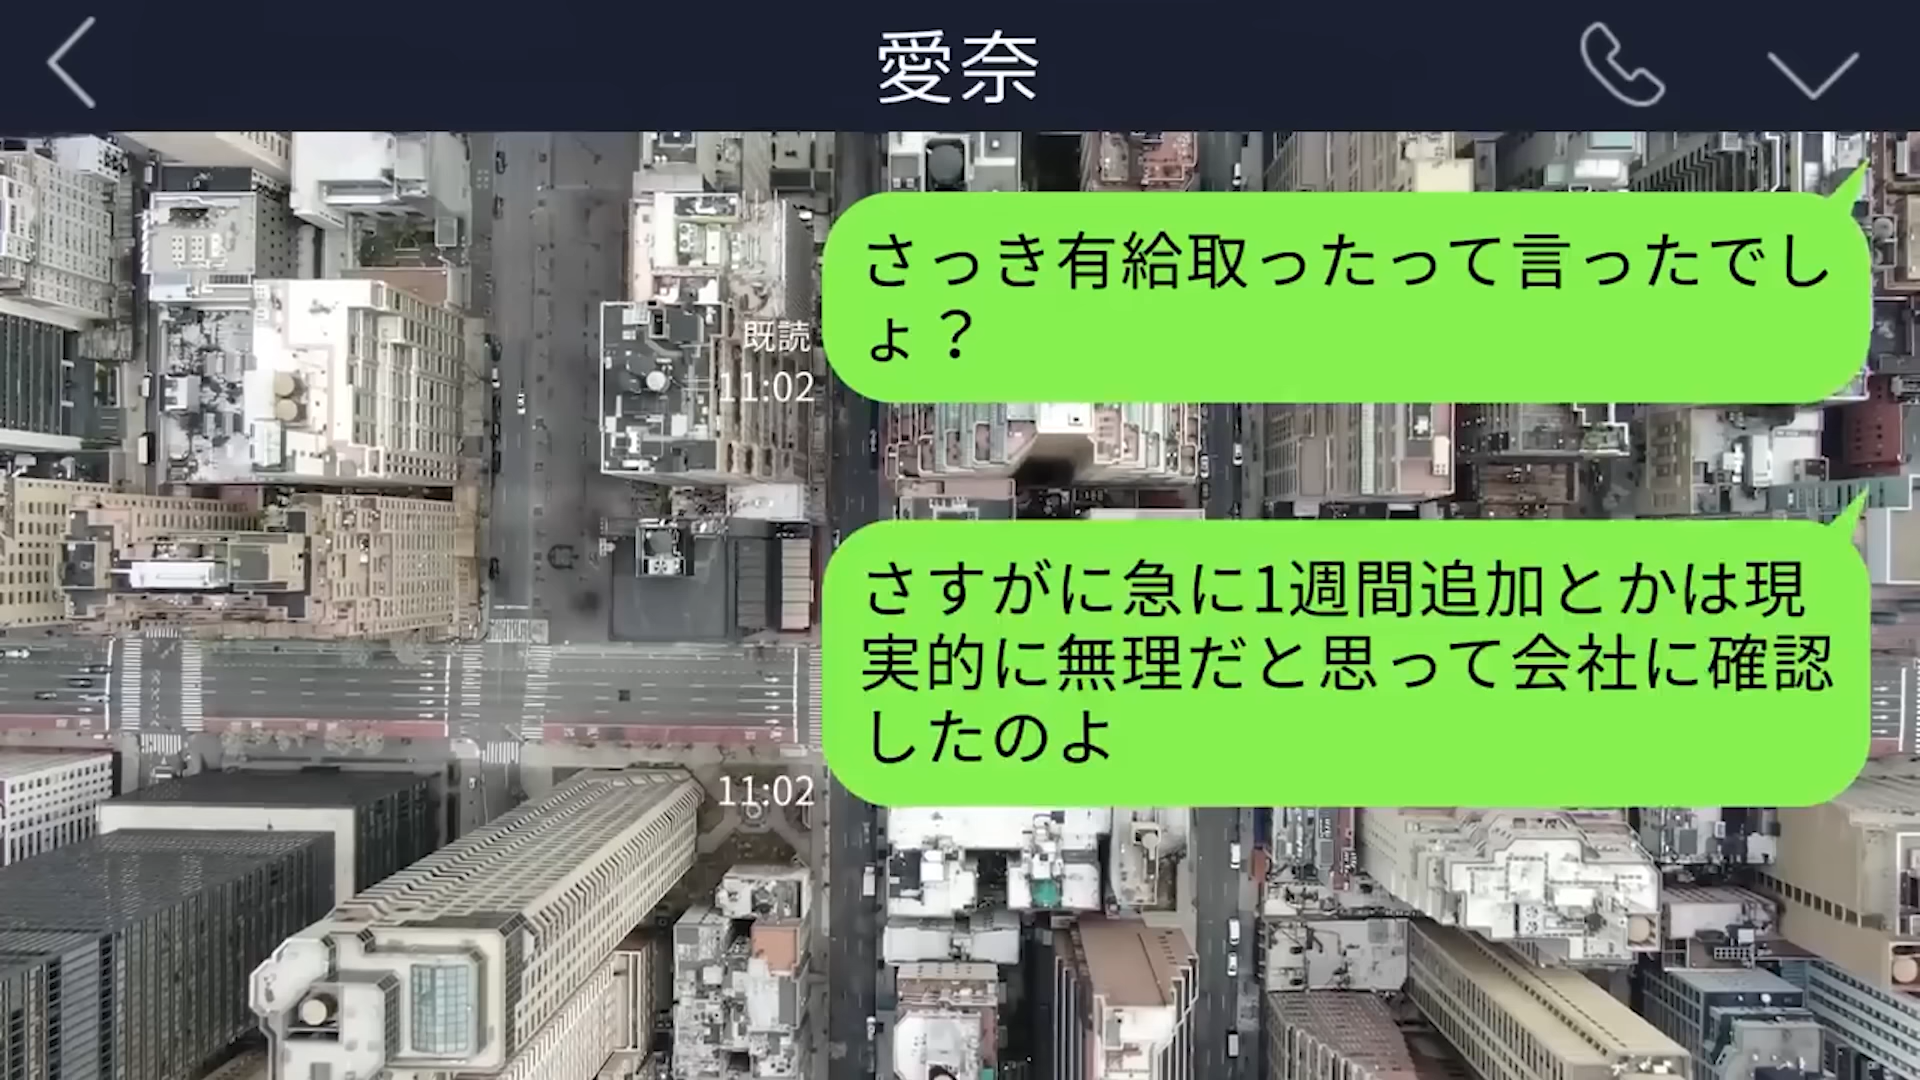 愛奈
さっき有給取ったって言ったでし
ょ？
既読
11:02
さすがに急に1週間追加とかは現
実的に無理だと思って会社に確認
したのよ
11:02